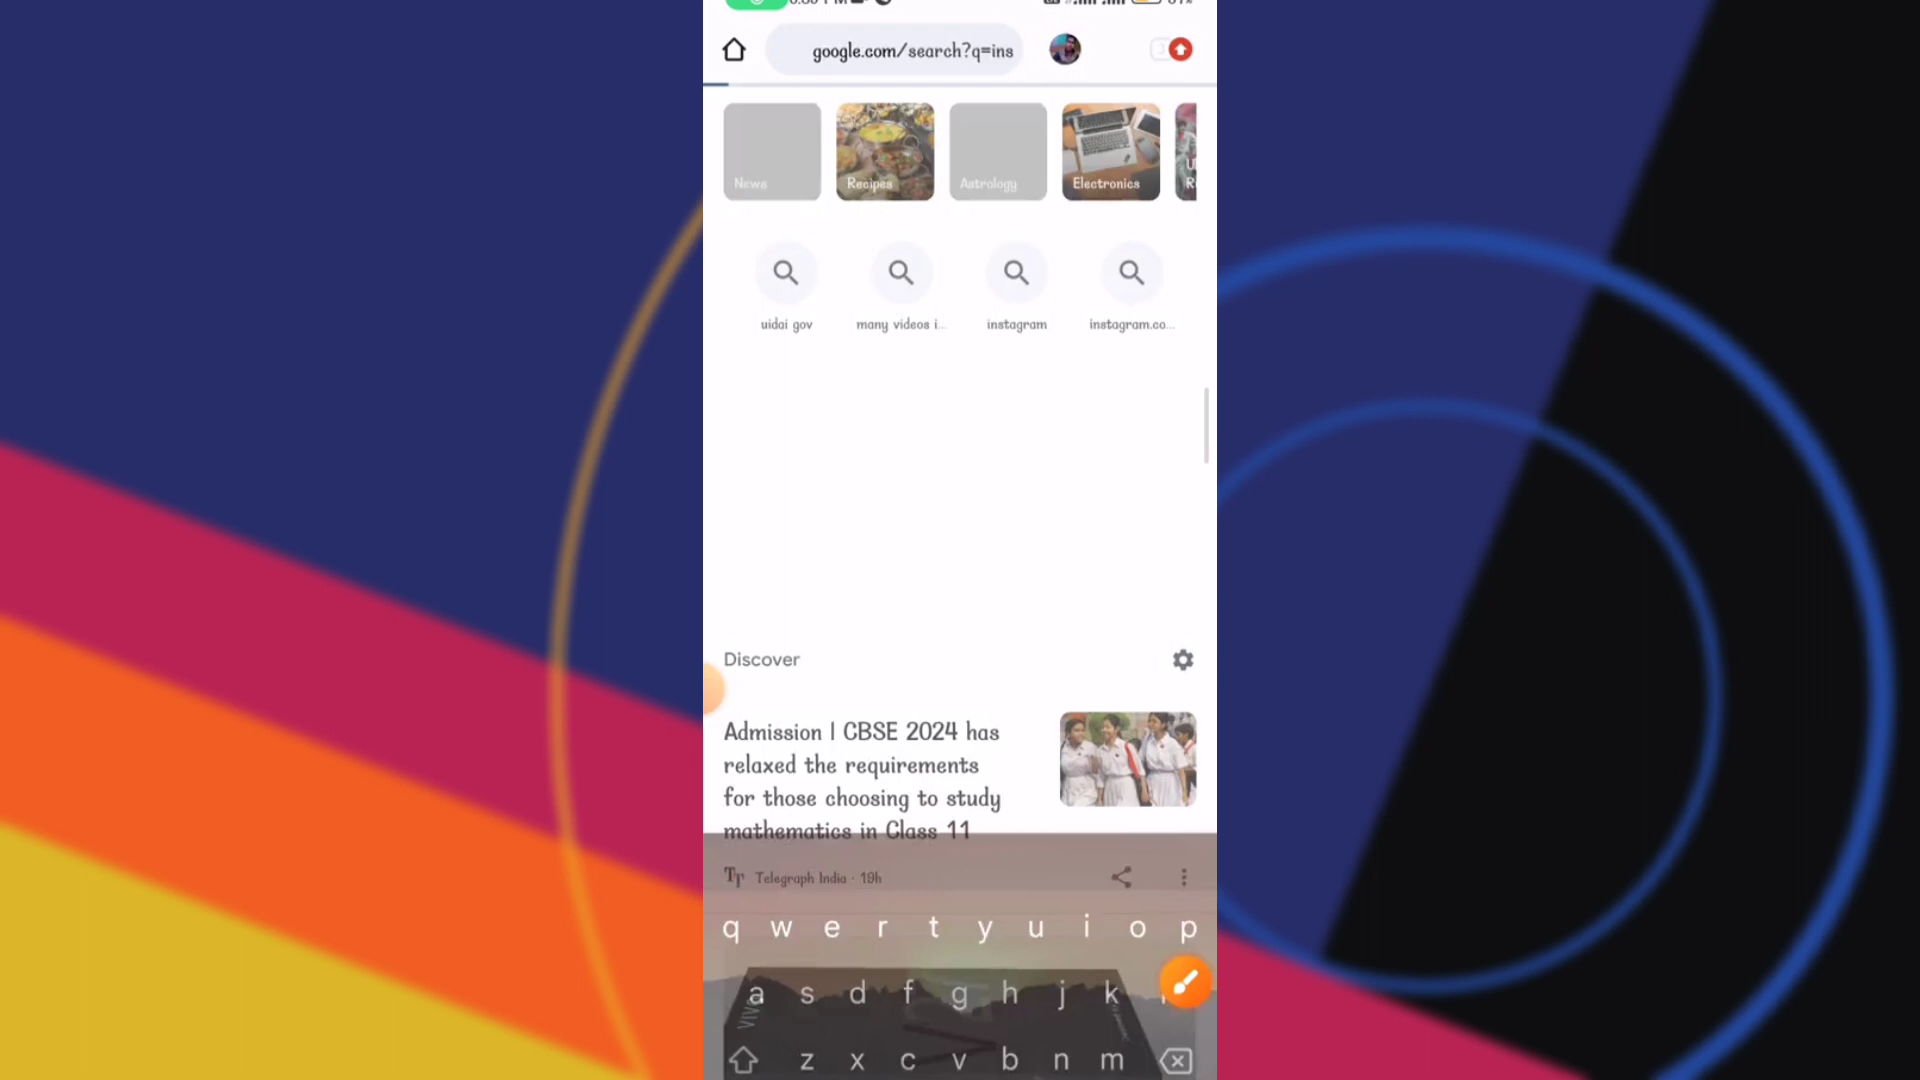 google.com/search?q=ins
News
Recipes
Astrology
Electronics
uidai gov
many videos i...
instagram
instagram.co...
Discover
Admission | CBSE 2024 has
relaxed the requirements
for those choosing to study
mathematics in Class 11
Telegraph India · 19h
q w e r t y u i o p
a s d f g h j k
z x c v b n m